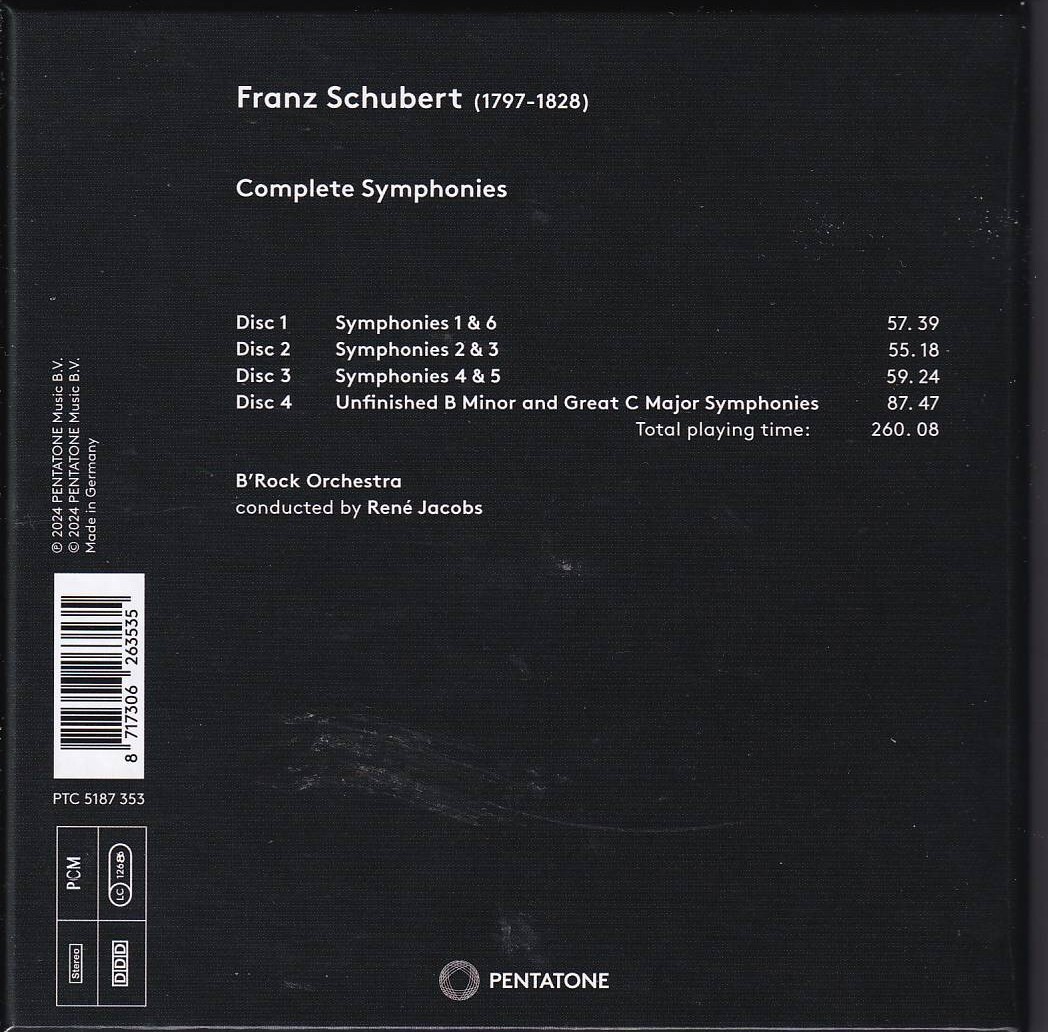 Franz Schubert (1797-1828)
Complete Symphonies
Disc 1 Symphonies 1 & 6 57. 39
Disc 2 Symphonies 2 & 3 55. 18
Disc 3 Symphonies 4 & 5 59. 24
Disc 4 Unfinished B Minor and Great C Major Symphonies 87. 47
Total playing time: 260. 08
B'Rock Orchestra
conducted by René Jacobs
℗ 2024 PENTATONE Music B.V.
© 2024 PENTATONE Music B.V.
Made in Germany
8 717306 263535
PTC 5187 353
PCM
LC 12686
Stereo
DDD
PENTATONE